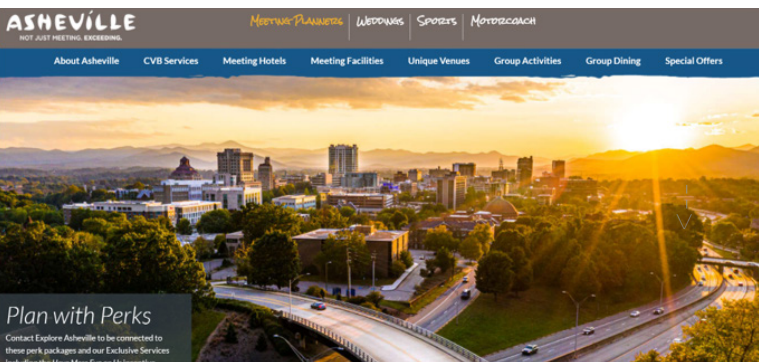 ASHEVILLE
NOT JUST MEETING. EXCEEDING.
MEETING PLANNERS WEDDINGS SPORTS MOTORCOACH
About Asheville CVB Services Meeting Hotels Meeting Facilities Unique Venues Group Activities Group Dining Special Offers
Plan with Perks
Contact Explore Asheville to be connected to
these perk packages and our Exclusive Services